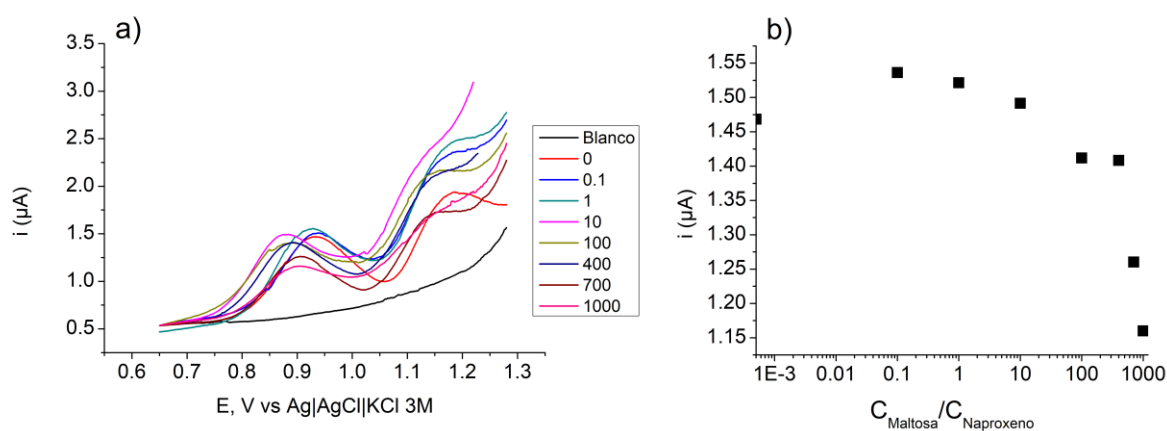 a)
3.5
3.0
2.5
2.0
1.5
1.0
0.5
i (µA)
0.6 0.7 0.8 0.9 1.0 1.1 1.2 1.3
E, V vs Ag|AgCl||KCl 3M
Blanco
0
0.1
1
10
100
400
700
1000
b)
1.55
1.50
1.45
1.40
1.35
1.30
1.25
1.20
1.15
i (µA)
1E-3 0.01 0.1 1 10 100 1000
C_Maltosa/C_Naproxeno